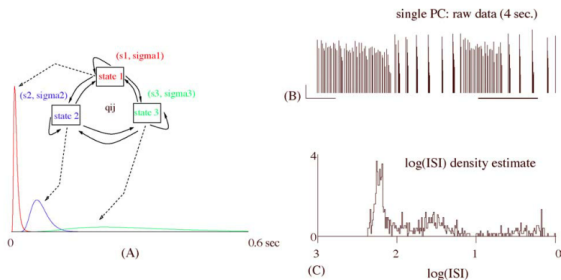 (s1, sigma1)
state 1
(s2, sigma2)
qij
(s3, sigma3)
state 2
state 3
0
0.6 sec
(A)
single PC: raw data (4 sec.)
(B)
4
log(ISI) density estimate
0
3
2
1
0
(C)
log(ISI)